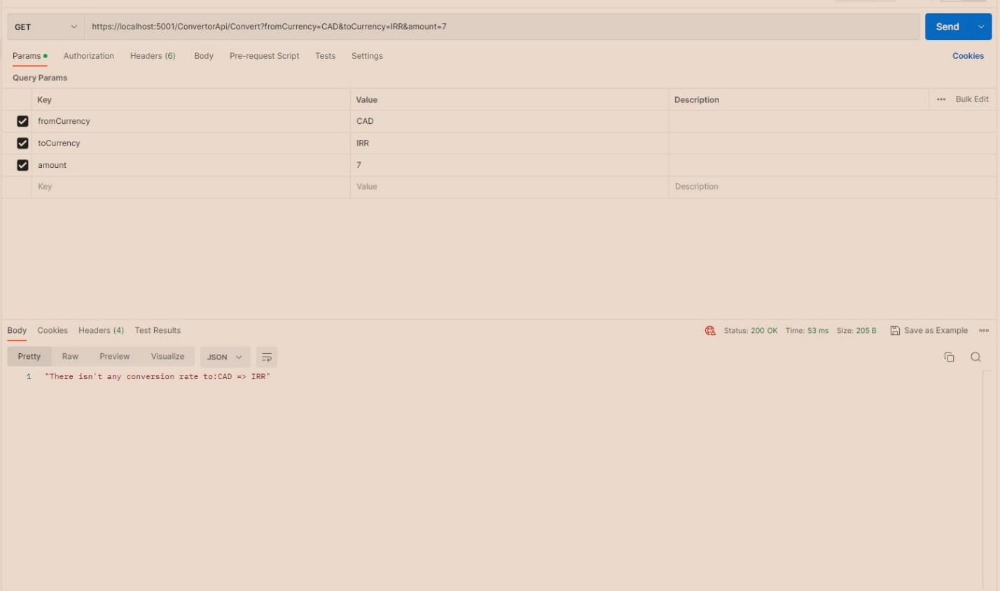 GET https://localhost:5001/ConvertorApi/Convert?fromCurrency=CAD&toCurrency=IRR&amount=7 Send
Params Authorization Headers (6) Body Pre-request Script Tests Settings Cookies
Query Params
Key Value Description ••• Bulk Edit
fromCurrency CAD
toCurrency IRR
amount 7
Key Value Description
Body Cookies Headers (4) Test Results Status: 200 OK Time: 53 ms Size: 205 B Save as Example
Pretty Raw Preview Visualize JSON
1 "There isn't any conversion rate to:CAD => IRR"